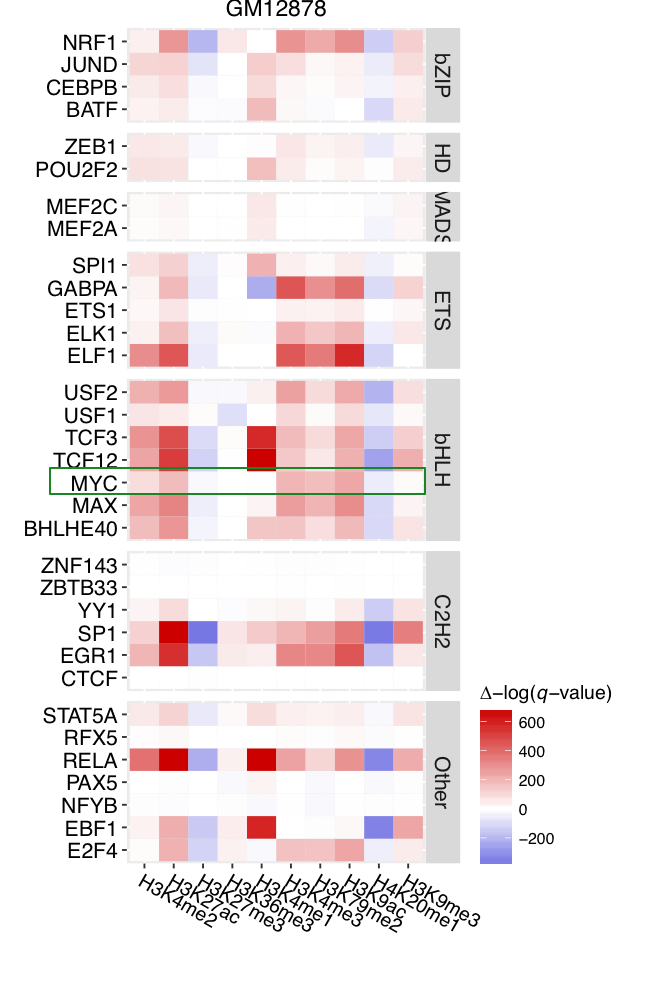 GM12878
NRF1
JUND
CEBPB
BATF
bZIP
ZEB1
POU2F2
HD
MEF2C
MEF2A
MADS
SPI1
GABPA
ETS1
ELK1
ELF1
ETS
USF2
USF1
TCF3
TCF12
MYC
MAX
BHLHE40
bHLH
ZNF143
ZBTB33
YY1
SP1
EGR1
CTCF
C2H2
STAT5A
RFX5
RELA
PAX5
NFYB
EBF1
E2F4
Other
H3K4me2
H3K27ac
H3K27me3
H3K36me3
H3K4me1
H3K4me3
H3K79me2
H3K9ac
H4K20me1
H3K9me3
Δ−log(q−value)
600
400
200
0
−200